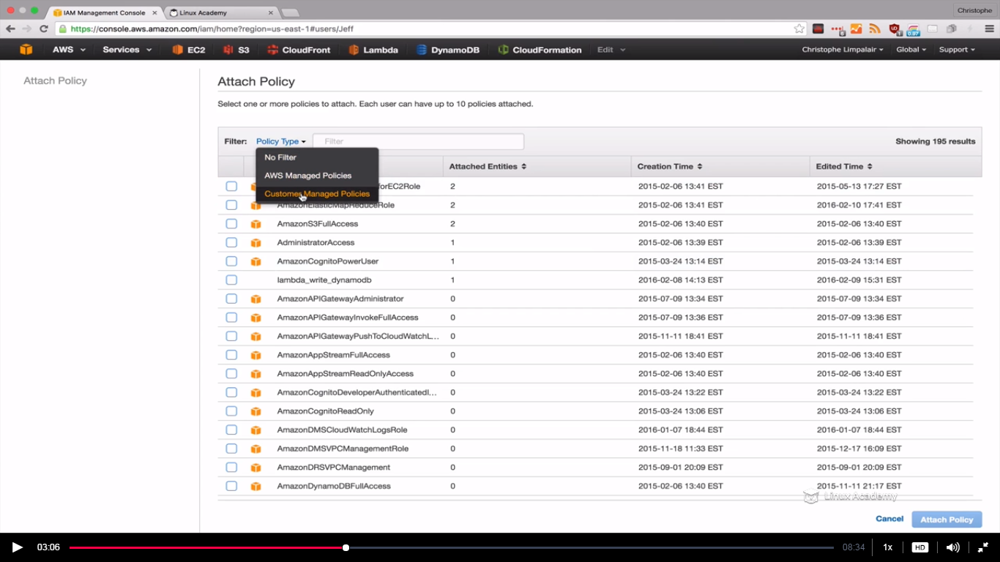 IAM Management Console
Linux Academy
Christophe
https://console.aws.amazon.com/iam/home?region=us-east-1#users/Jeff
AWS Services EC2 S3 CloudFront Lambda DynamoDB CloudFormation Edit Christophe Limpalair Global Support
Attach Policy
Attach Policy
Select one or more policies to attach. Each user can have up to 10 policies attached.
Filter: Policy Type Filter Showing 195 results
No Filter
AWS Managed Policies
Customer Managed Policies
Attached Entities Creation Time Edited Time
forEC2Role 2 2015-02-06 13:41 EST 2015-05-13 17:27 EST
AmazonElasticMapReduceRole 2 2015-02-06 13:41 EST 2016-02-10 17:41 EST
AmazonS3FullAccess 2 2015-02-06 13:40 EST 2015-02-06 13:40 EST
AdministratorAccess 1 2015-02-06 13:39 EST 2015-02-06 13:39 EST
AmazonCognitoPowerUser 1 2015-03-24 13:14 EST 2015-03-24 13:14 EST
lambda_write_dynamodb 1 2016-02-08 14:13 EST 2016-02-09 15:31 EST
AmazonAPIGatewayAdministrator 0 2015-07-09 13:34 EST 2015-07-09 13:34 EST
AmazonAPIGatewayInvokeFullAccess 0 2015-07-09 13:36 EST 2015-07-09 13:36 EST
AmazonAPIGatewayPushToCloudWatchL... 0 2015-11-11 18:41 EST 2015-11-11 18:41 EST
AmazonAppStreamFullAccess 0 2015-02-06 13:40 EST 2015-02-06 13:40 EST
AmazonAppStreamReadOnlyAccess 0 2015-02-06 13:40 EST 2015-02-06 13:40 EST
AmazonCognitoDeveloperAuthenticatedI... 0 2015-03-24 13:22 EST 2015-03-24 13:22 EST
AmazonCognitoReadOnly 0 2015-03-24 13:06 EST 2015-03-24 13:06 EST
AmazonDMSCloudWatchLogsRole 0 2016-01-07 18:44 EST 2016-01-07 18:44 EST
AmazonDMSVPCManagementRole 0 2015-11-18 11:33 EST 2015-12-17 16:09 EST
AmazonDRSVPCManagement 0 2015-09-01 20:09 EST 2015-09-01 20:09 EST
AmazonDynamoDBFullAccess 0 2015-02-06 13:40 EST 2015-11-11 21:17 EST
Linux Academy
Cancel Attach Policy
03:06 08:34 1x HD